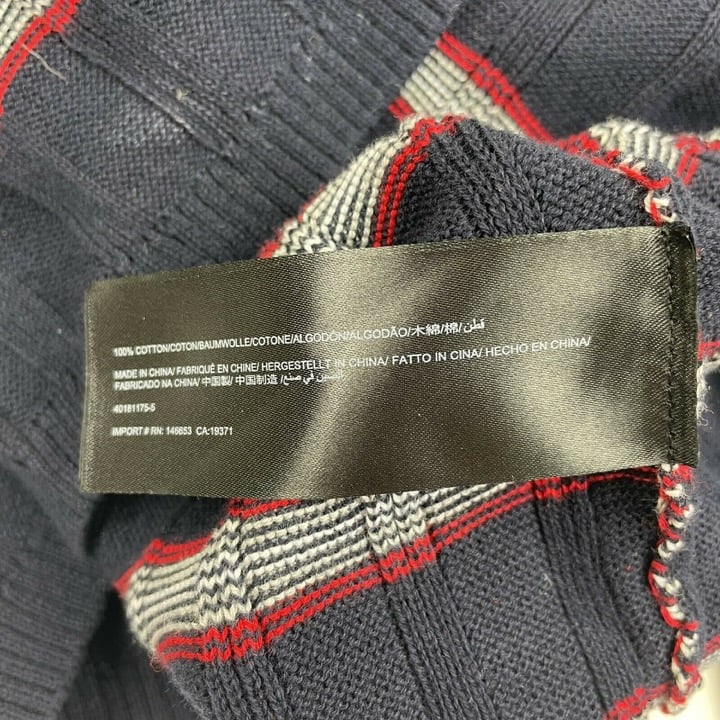 100% COTTON/COTON/BAUMWOLLE/COTONE/ALGODÓN/ALGODÃO/木綿/棉/قطن
MADE IN CHINA/ FABRIQUÉ EN CHINE/ HERGESTELLT IN CHINA/ FATTO IN CINA/ HECHO EN CHINA/
FABRICADO NA CHINA/ 中国製/ 中国制造 /صنع في الصين
40181175-5
IMPORT # RN: 146653 CA:19371